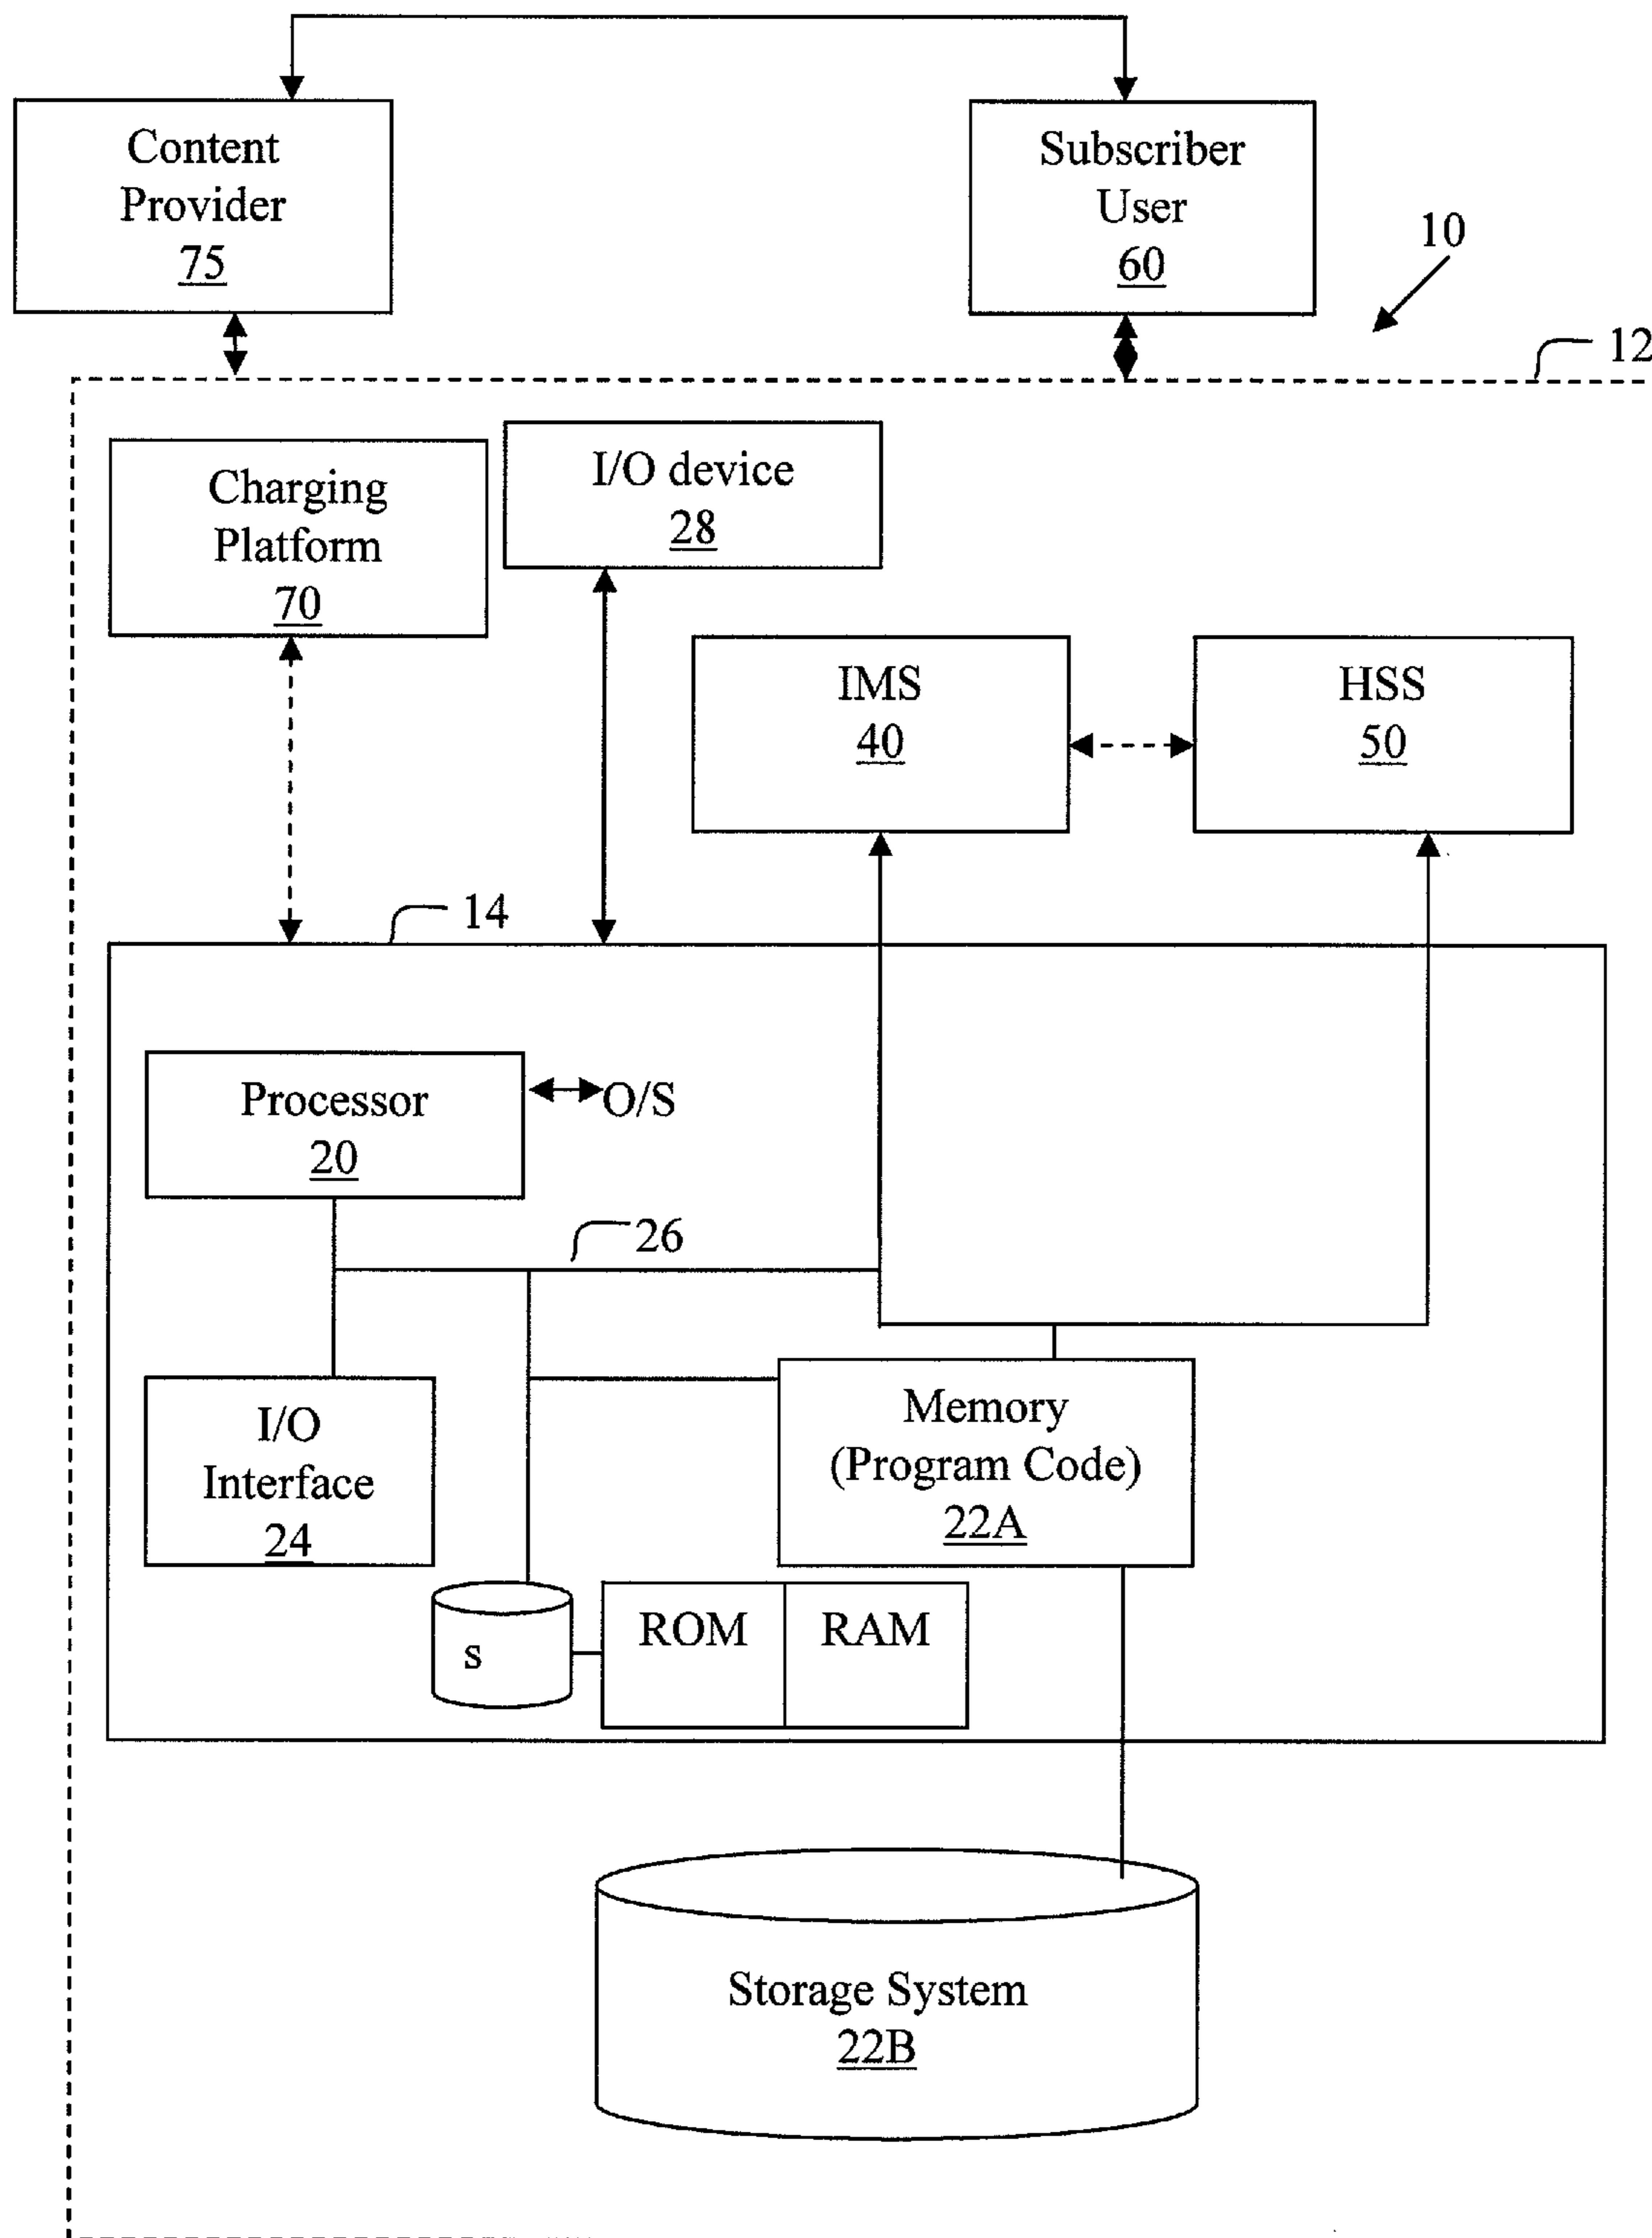 Content
Provider
75
Subscriber
User
60
10
12
Charging
Platform
70
I/O device
28
IMS
40
HSS
50
14
Processor
20
O/S
26
I/O
Interface
24
Memory
(Program Code)
22A
s
ROM
RAM
Storage System
22B